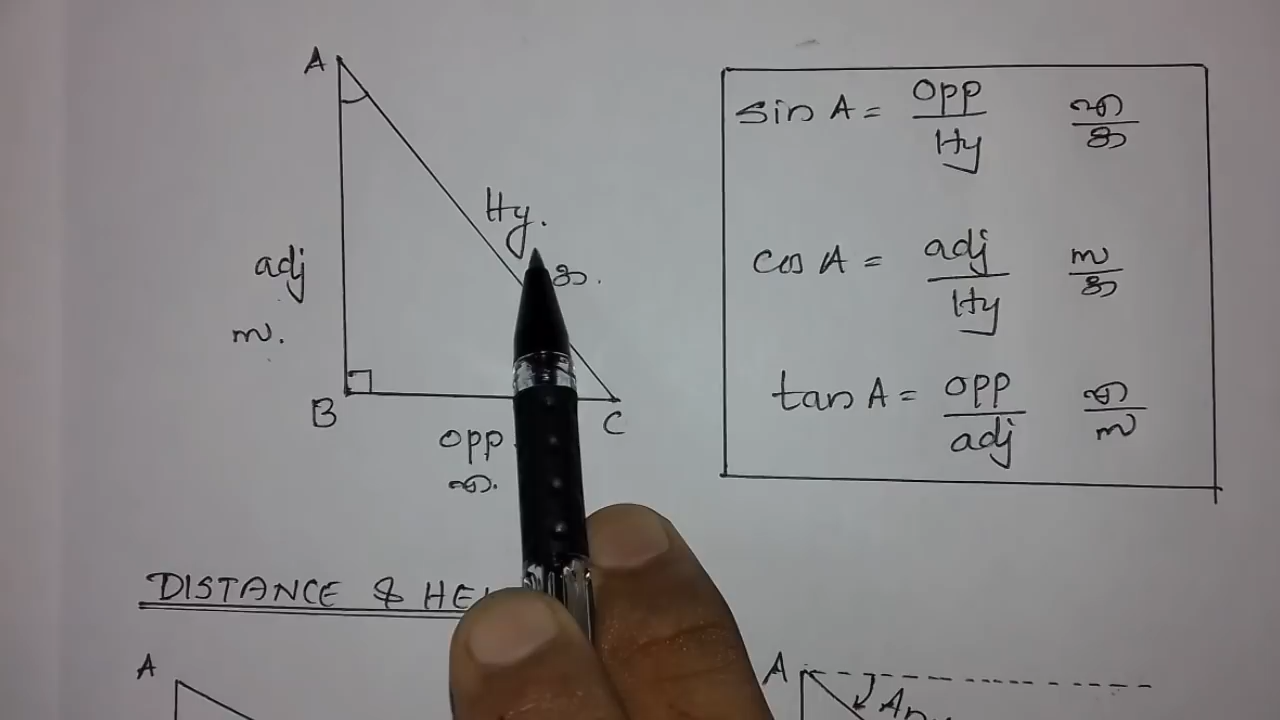 A
Hy.
ക.
adj
സ.
B
C
opp
എ.
sin A = opp / Hy എ / ക
cos A = adj / Hy സ / ക
tan A = opp / adj എ / സ
DISTANCE & HE
A
A